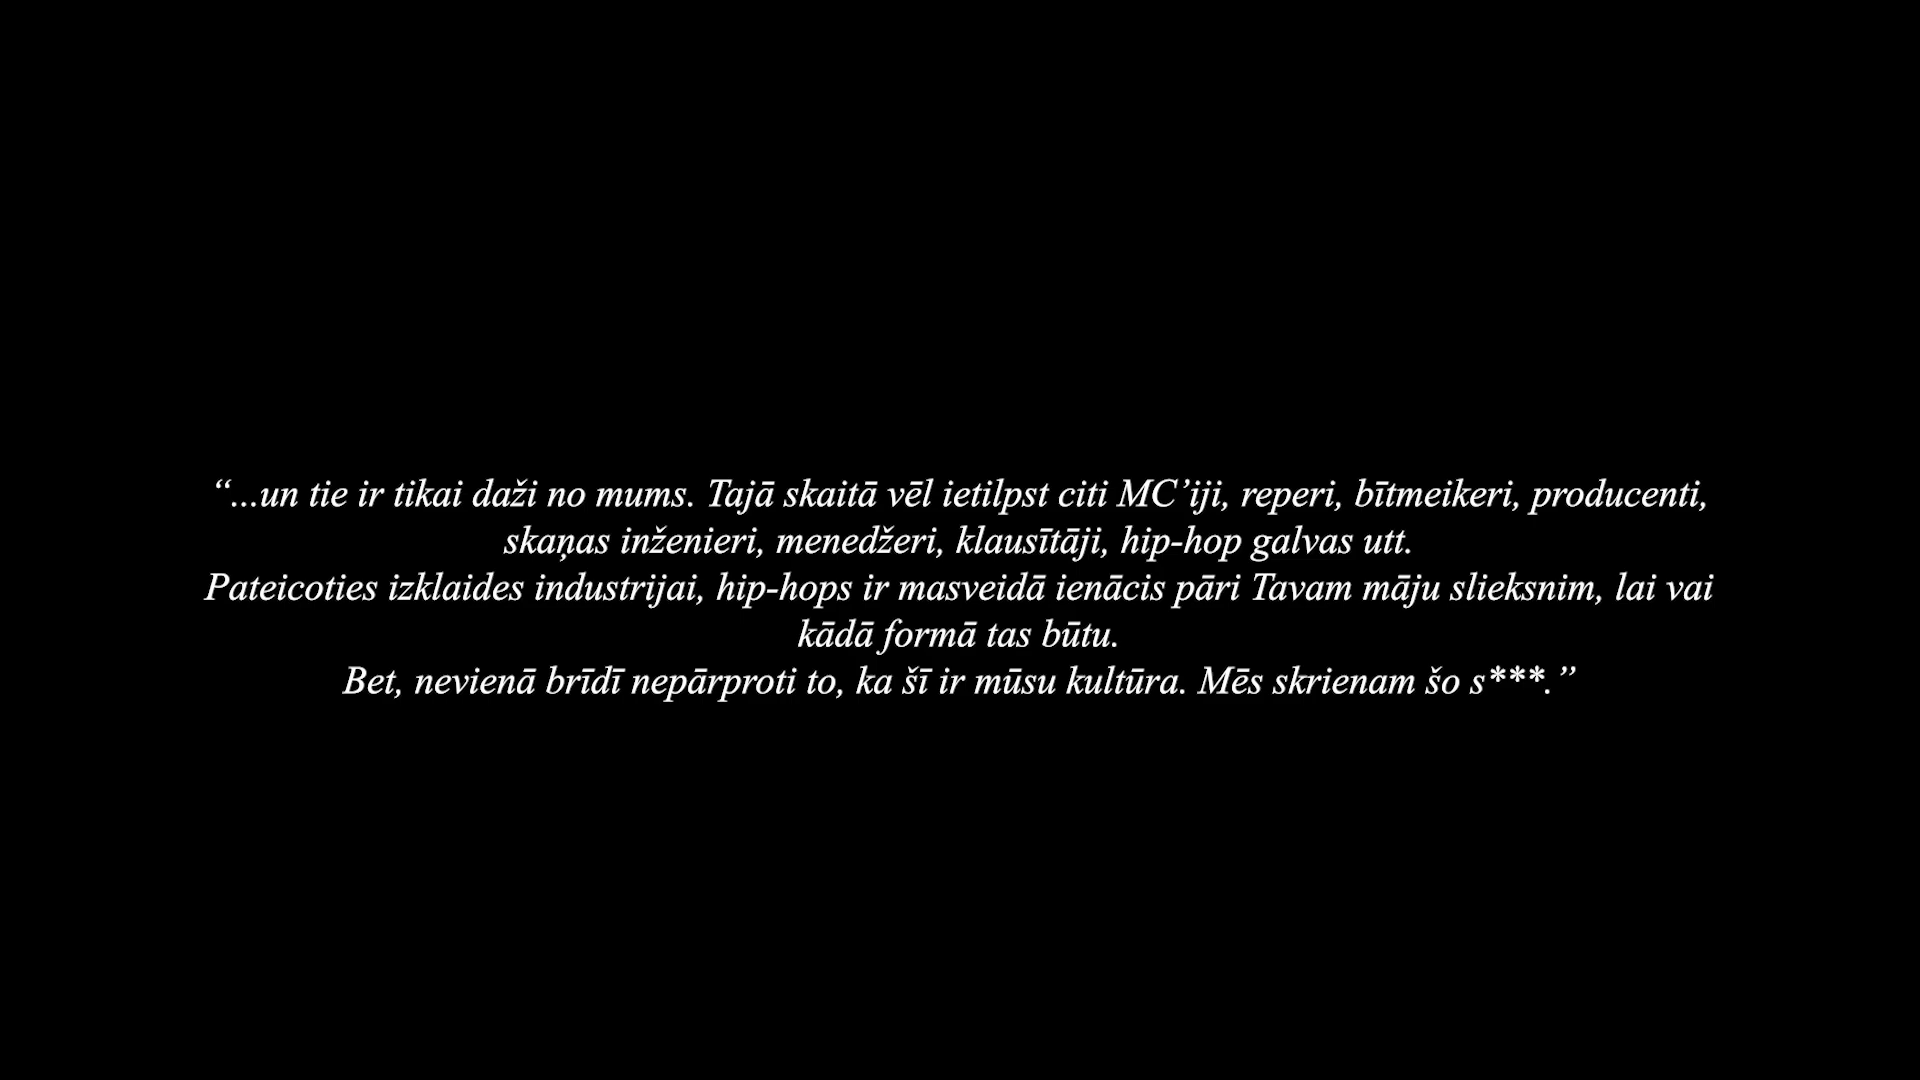 “...un tie ir tikai daži no mums. Tajā skaitā vēl ietilpst citi MC’iji, reperi, bītmeikeri, producenti,
skaņas inženieri, menedžeri, klausītāji, hip-hop galvas utt.
Pateicoties izklaides industrijai, hip-hops ir masveidā ienācis pāri Tavam māju slieksnim, lai vai
kādā formā tas būtu.
Bet, nevienā brīdī nepārproti to, ka šī ir mūsu kultūra. Mēs skrienam šo s***.”